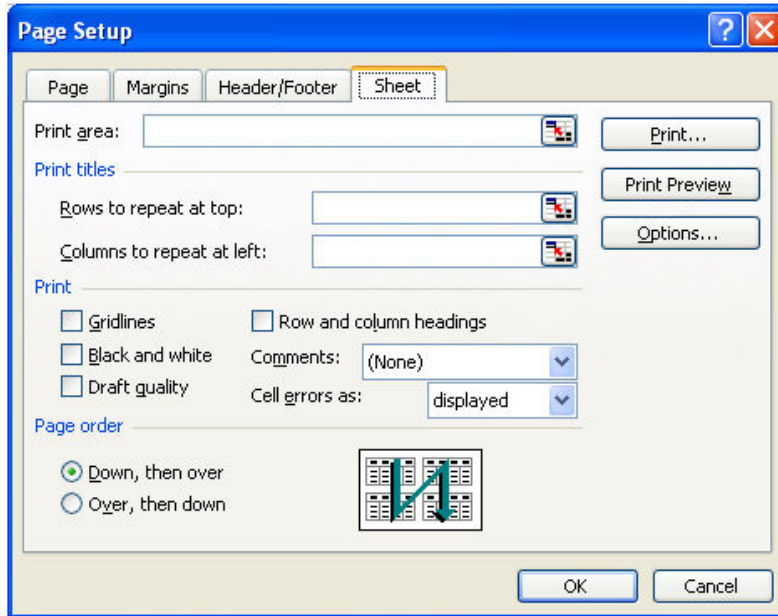 Page Setup
?
Page Margins Header/Footer Sheet
Print area:
Print...
Print titles
Print Preview
Rows to repeat at top:
Options...
Columns to repeat at left:
Print
Gridlines Row and column headings
Black and white Comments: (None)
Draft quality Cell errors as: displayed
Page order
Down, then over
Over, then down
OK Cancel